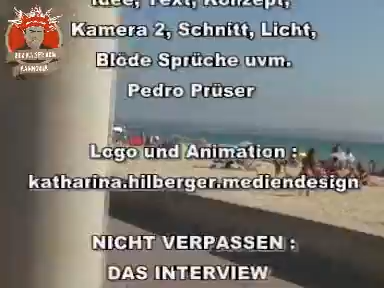 Idee, Text, Konzept,
Kamera 2, Schnitt, Licht,
Blöde Sprüche uvm.
Pedro Prüser
Logo und Animation :
katharina.hilberger.mediendesign
NICHT VERPASSEN :
DAS INTERVIEW